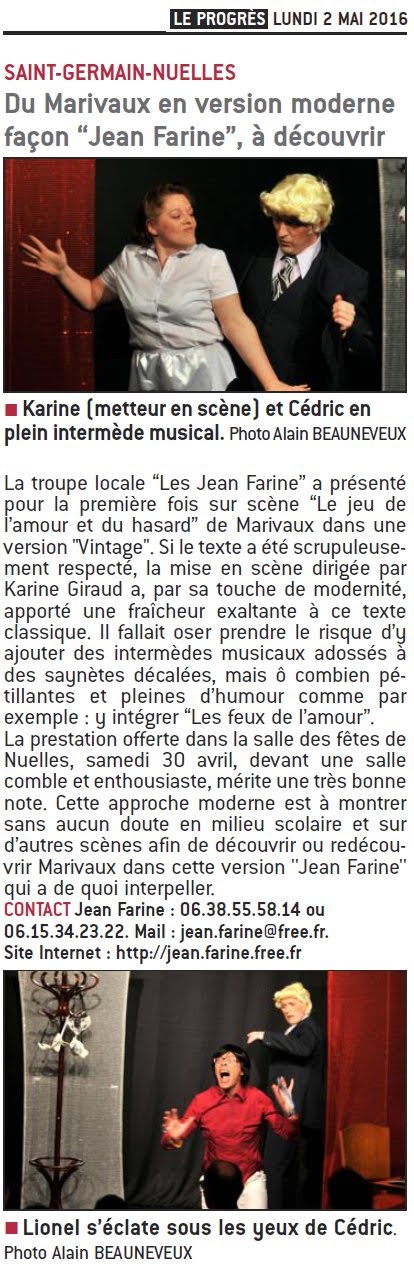 LE PROGRÈS LUNDI 2 MAI 2016
SAINT-GERMAIN-NUELLES
Du Marivaux en version moderne
façon “Jean Farine”, à découvrir
■ Karine (metteur en scène) et Cédric en
plein intermède musical. Photo Alain BEAUNEVEUX
La troupe locale “Les Jean Farine” a présenté
pour la première fois sur scène “Le jeu de
l’amour et du hasard” de Marivaux dans une
version "Vintage". Si le texte a été scrupuleuse-
ment respecté, la mise en scène dirigée par
Karine Giraud a, par sa touche de modernité,
apporté une fraîcheur exaltante à ce texte
classique. Il fallait oser prendre le risque d’y
ajouter des intermèdes musicaux adossés à
des saynètes décalées, mais ô combien pé-
tillantes et pleines d’humour comme par
exemple : y intégrer “Les feux de l’amour”.
La prestation offerte dans la salle des fêtes de
Nuelles, samedi 30 avril, devant une salle
comble et enthousiaste, mérite une très bonne
note. Cette approche moderne est à montrer
sans aucun doute en milieu scolaire et sur
d’autres scènes afin de découvrir ou redécou-
vrir Marivaux dans cette version "Jean Farine"
qui a de quoi interpeller.
CONTACT Jean Farine : 06.38.55.58.14 ou
06.15.34.23.22. Mail : jean.farine@free.fr.
Site Internet : http://jean.farine.free.fr
■ Lionel s’éclate sous les yeux de Cédric.
Photo Alain BEAUNEVEUX